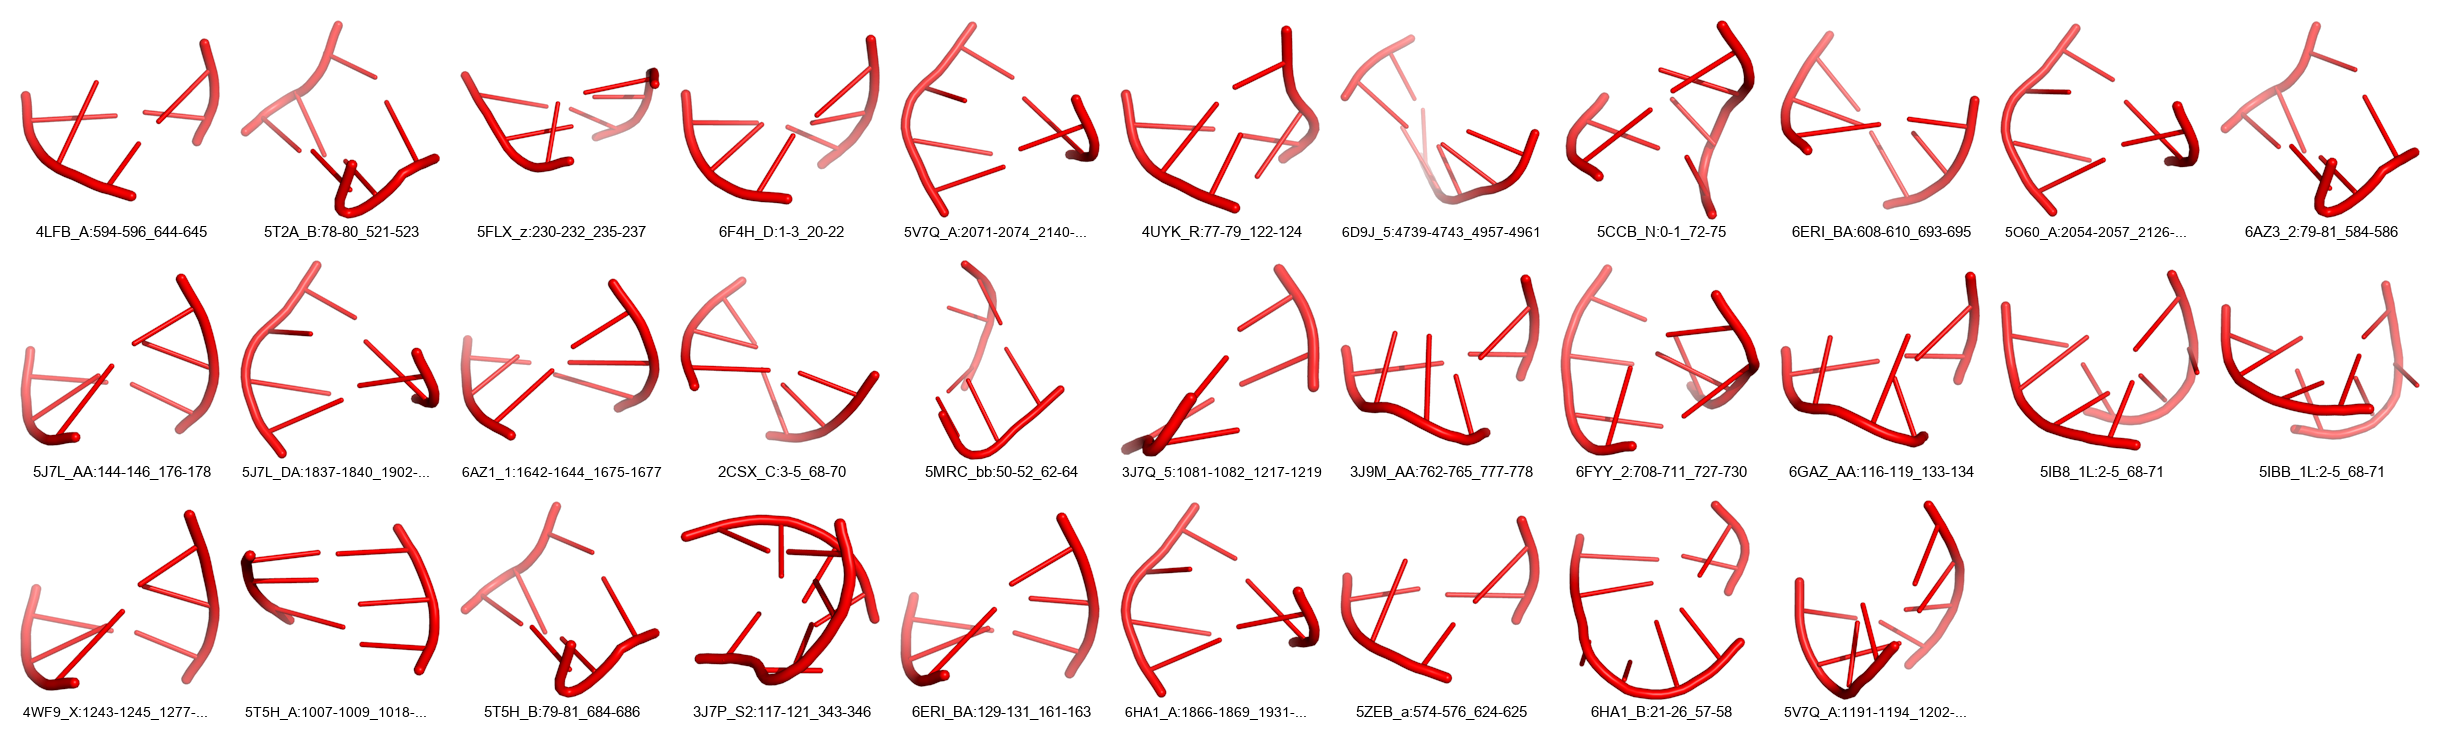 4LFB_A:594-596_644-645
5T2A_B:78-80_521-523
5FLX_z:230-232_235-237
6F4H_D:1-3_20-22
5V7Q_A:2071-2074_2140-...
4UYK_R:77-79_122-124
6D9J_5:4739-4743_4957-4961
5CCB_N:0-1_72-75
6ERI_BA:608-610_693-695
5O60_A:2054-2057_2126-...
6AZ3_2:79-81_584-586
5J7L_AA:144-146_176-178
5J7L_DA:1837-1840_1902-...
6AZ1_1:1642-1644_1675-1677
2CSX_C:3-5_68-70
5MRC_bb:50-52_62-64
3J7Q_5:1081-1082_1217-1219
3J9M_AA:762-765_777-778
6FYY_2:708-711_727-730
6GAZ_AA:116-119_133-134
5IB8_1L:2-5_68-71
5IBB_1L:2-5_68-71
4WF9_X:1243-1245_1277-...
5T5H_A:1007-1009_1018-...
5T5H_B:79-81_684-686
3J7P_S2:117-121_343-346
6ERI_BA:129-131_161-163
6HA1_A:1866-1869_1931-...
5ZEB_a:574-576_624-625
6HA1_B:21-26_57-58
5V7Q_A:1191-1194_1202-...